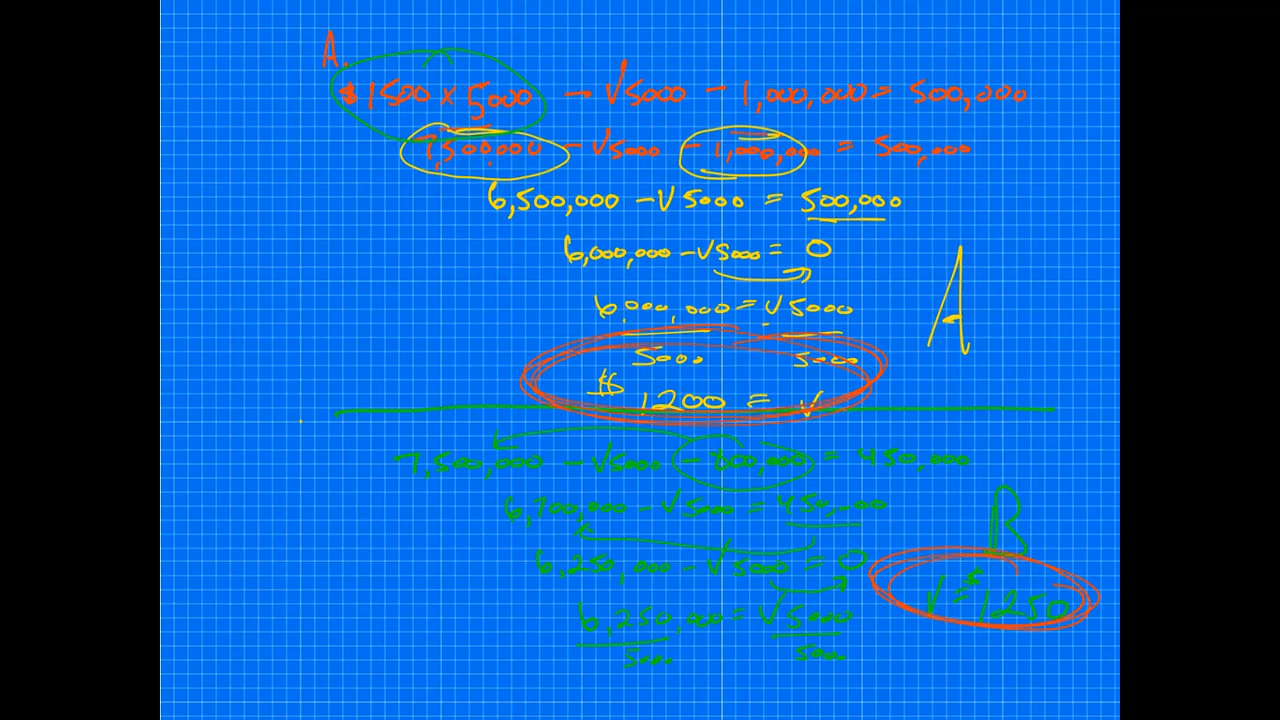 A.
$1500 x 5000 - V5000 - 1,000,000 = 500,000
7,500,000 - V5000 - 1,000,000 = 500,000
6,500,000 - V5000 = 500,000
6,000,000 - V5000 = 0
6,000,000 = V5000
5000 5000
$1200 = V
A
7,500,000 - V5000 - 800,000 = 450,000
6,700,000 - V5000 = 450,000
6,250,000 - V5000 = 0
6,250,000 = V5000
5000 5000
B
V = $1250